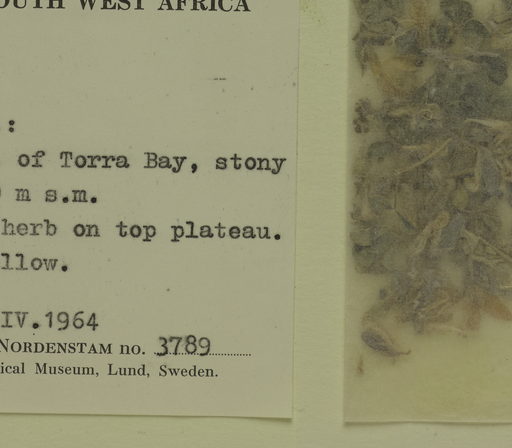 OUTH WEST AFRICA
:
of Torra Bay, stony
m s.m.
herb on top plateau.
llow.
IV.1964
NORDENSTAM no. 3789
ical Museum, Lund, Sweden.